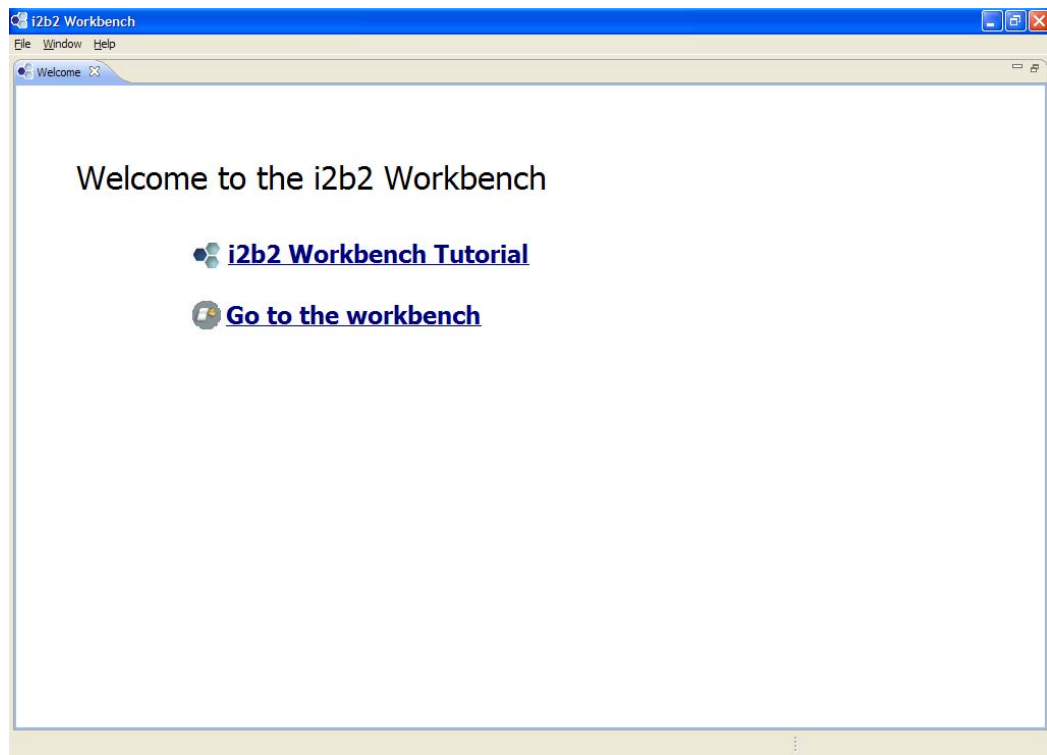 i2b2 Workbench
File Window Help
Welcome
Welcome to the i2b2 Workbench
i2b2 Workbench Tutorial
Go to the workbench